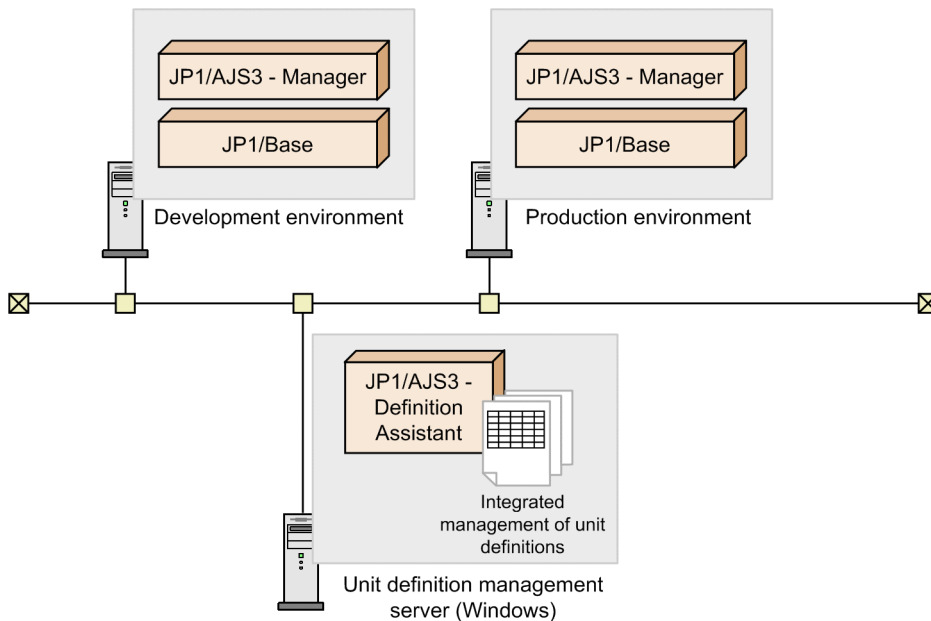 JP1/AJS3 - Manager
JP1/Base
Development environment
JP1/AJS3 - Manager
JP1/Base
Production environment
JP1/AJS3 -
Definition
Assistant
Integrated
management of unit
definitions
Unit definition management
server (Windows)